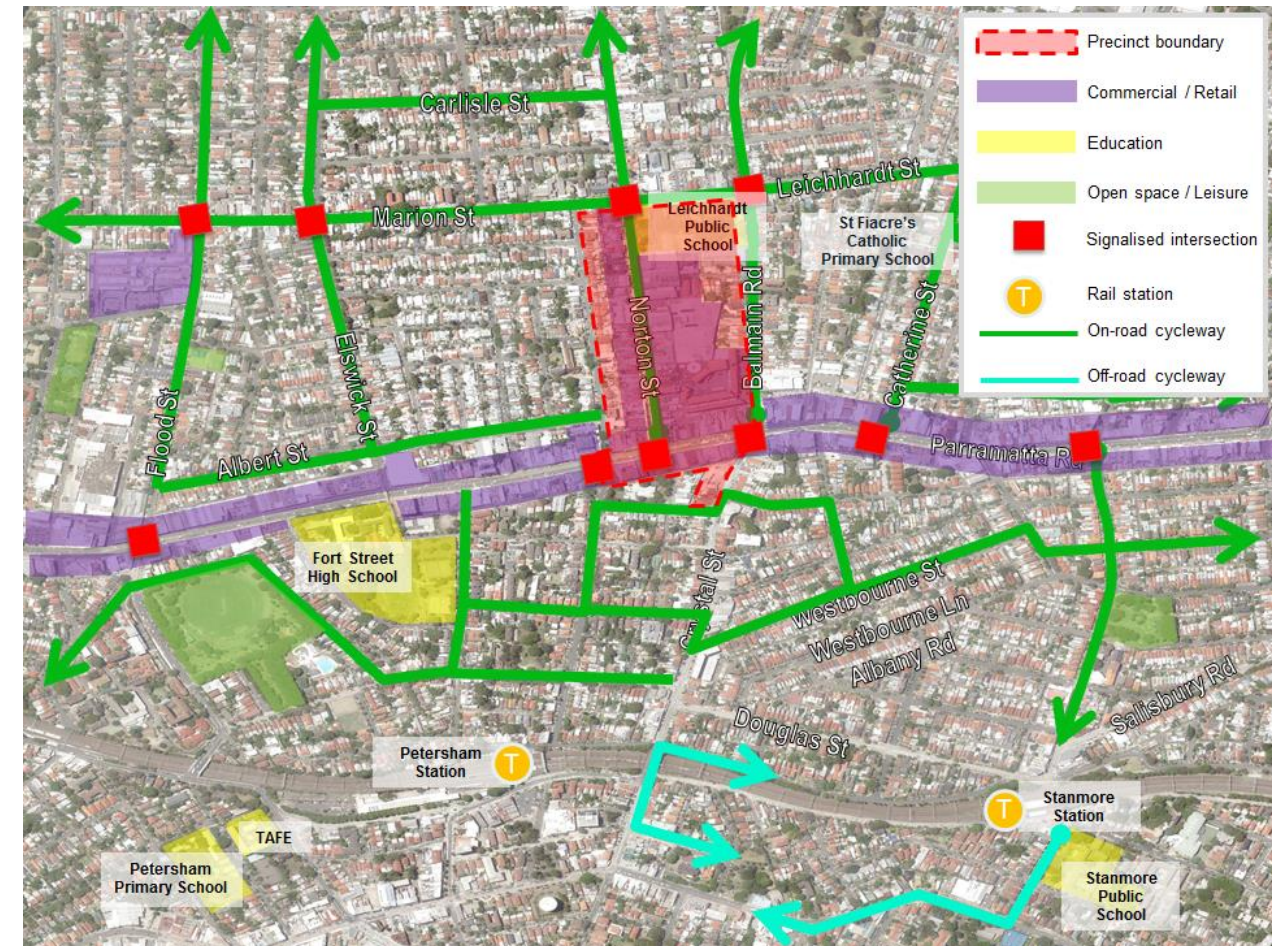 Precinct boundary
Commercial / Retail
Education
Open space / Leisure
Signalised intersection
T
Rail station
On-road cycleway
Off-road cycleway
Carlisle St
Leichhardt St
Marion St
Leichhardt
Public
School
St Fiacre's
Catholic
Primary School
Norton St
Balmain Rd
Catherine St
Elswick St
Flood St
Albert St
Parramatta Rd
Fort Street
High School
Crystal St
Westbourne St
Westbourne Ln
Albany Rd
Salisbury Rd
Douglas St
Petersham
Station
T
T
Stanmore
Station
TAFE
Petersham
Primary School
Stanmore
Public
School